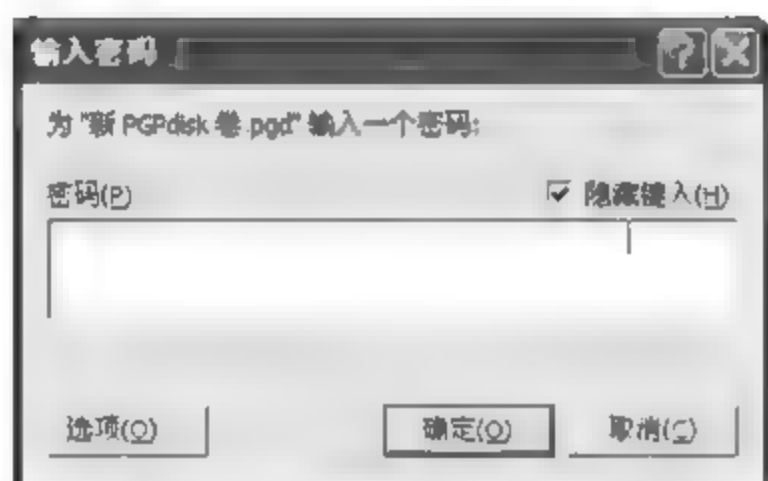 输入密码
为 "新 PGPdisk 卷.pgd" 输入一个密码:
密码(P) 隐藏键入(H)
选项(O) 确定(O) 取消(C)